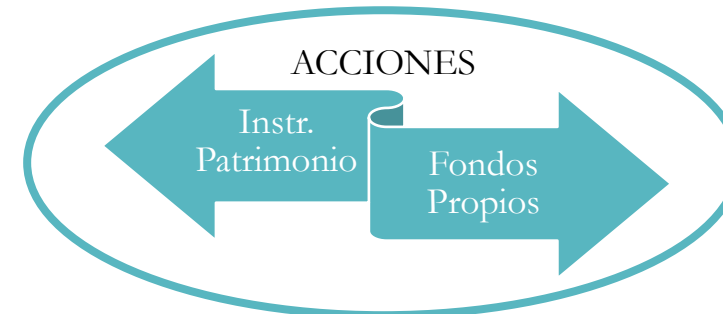 ACCIONES
Instr.
Patrimonio
Fondos
Propios